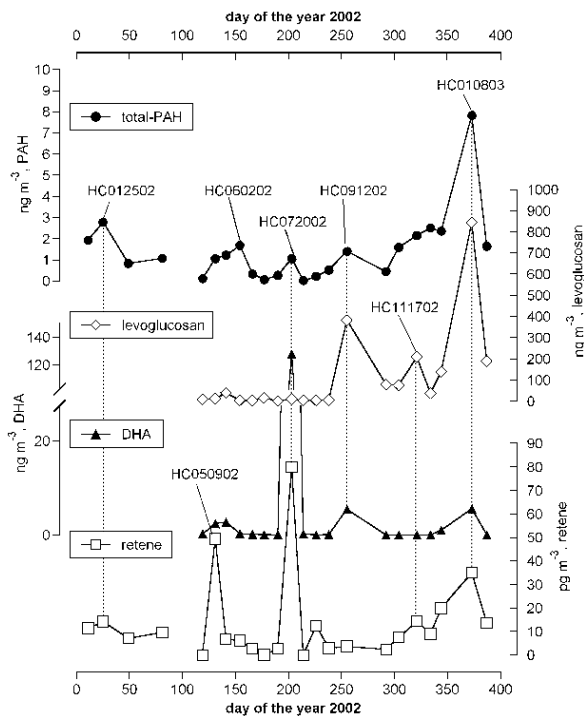 day of the year 2002
0 50 100 150 200 250 300 350 400
10
9
8
7
6
5
4
3
2
1
0
ng m⁻³, PAH
total-PAH
HC010803
HC012502
HC060202
HC072002
HC091202
1000
900
800
700
600
500
400
300
200
100
0
ng m⁻³, levoglucosan
levoglucosan
HC111702
140
120
20
0
ng m⁻³, DHA
DHA
HC050902
90
80
70
60
50
40
30
20
10
0
pg m⁻³, retene
retene
0 50 100 150 200 250 300 350 400
day of the year 2002